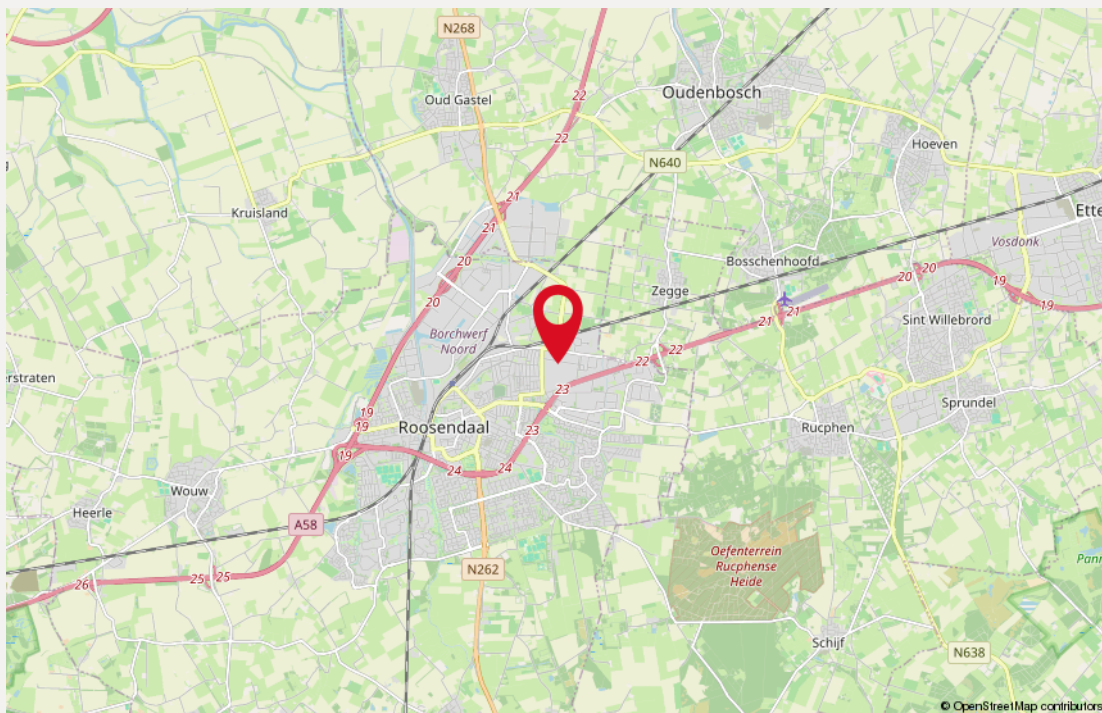 N268
22
Oud Gastel
Oudenbosch
22
Hoeven
N640
21
Kruisland
21
Ette
Vosdonk
20
Bosschenhoofd
20
20
19
20
Zegge
19
21
21
Borchwerf
Noord
Sint Willebrord
22
22
erstraten
23
19
19
Sprundel
Roosendaal
23
Rucphen
19
24
24
Wouw
Heerle
A58
Oefenterrein
Rucphense
Heide
Pann
N262
26
25
25
Schijf
N638
© OpenStreetMap contributors